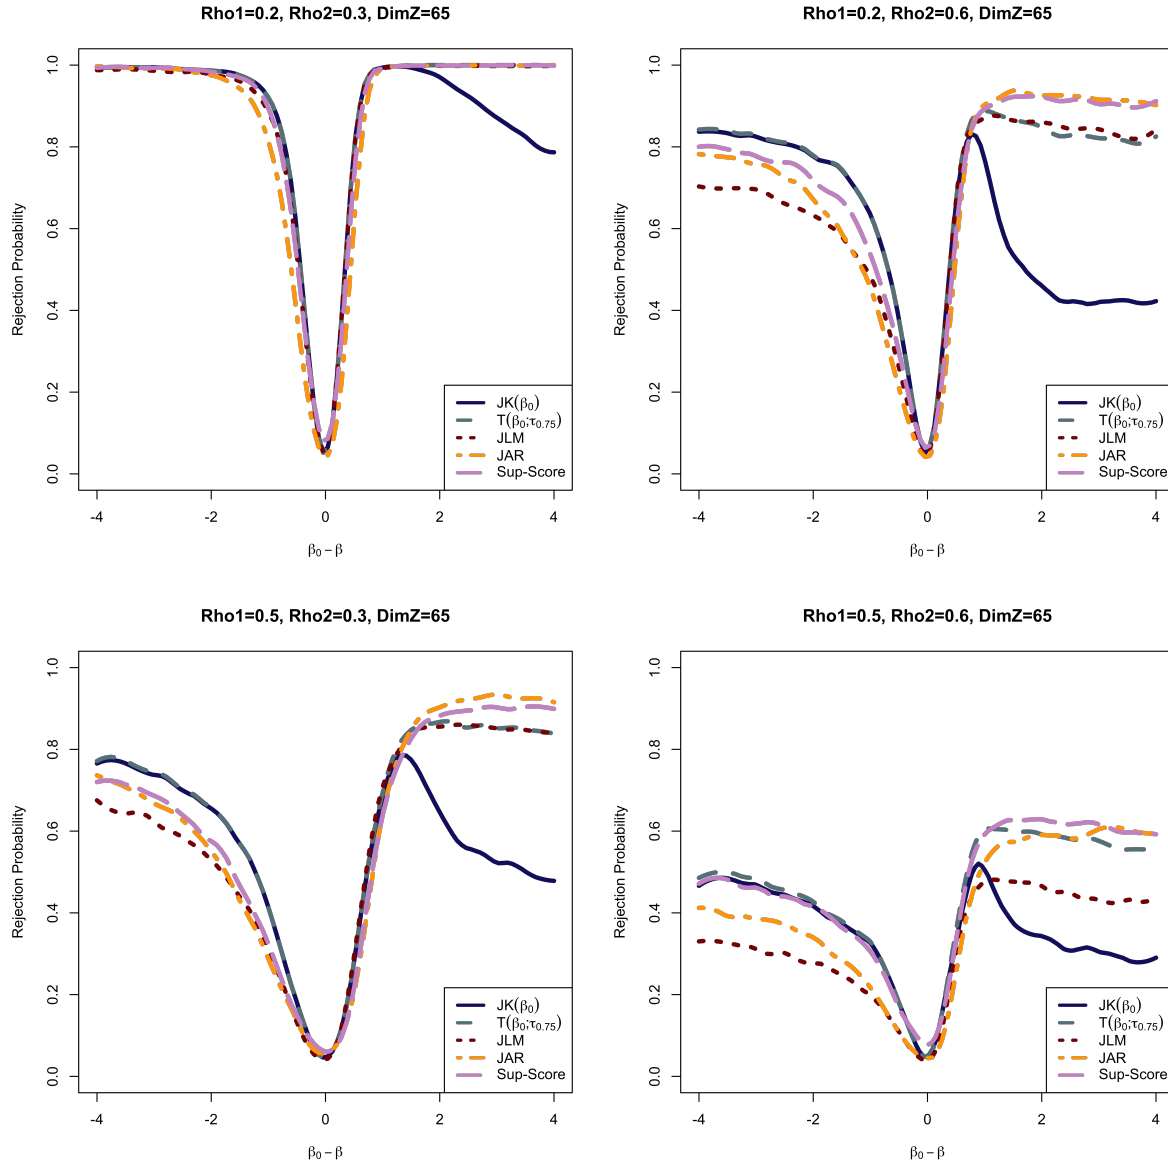 Rho1=0.2, Rho2=0.3, DimZ=65
Rejection Probability
1.0
0.8
0.6
0.4
0.2
0.0
-4 -2 0 2 4
β₀ − β
JK(β₀)
T(β₀;τ₀.₇₅)
JLM
JAR
Sup-Score
Rho1=0.2, Rho2=0.6, DimZ=65
Rejection Probability
1.0
0.8
0.6
0.4
0.2
0.0
-4 -2 0 2 4
β₀ − β
JK(β₀)
T(β₀;τ₀.₇₅)
JLM
JAR
Sup-Score
Rho1=0.5, Rho2=0.3, DimZ=65
Rejection Probability
1.0
0.8
0.6
0.4
0.2
0.0
-4 -2 0 2 4
β₀ − β
JK(β₀)
T(β₀;τ₀.₇₅)
JLM
JAR
Sup-Score
Rho1=0.5, Rho2=0.6, DimZ=65
Rejection Probability
1.0
0.8
0.6
0.4
0.2
0.0
-4 -2 0 2 4
β₀ − β
JK(β₀)
T(β₀;τ₀.₇₅)
JLM
JAR
Sup-Score